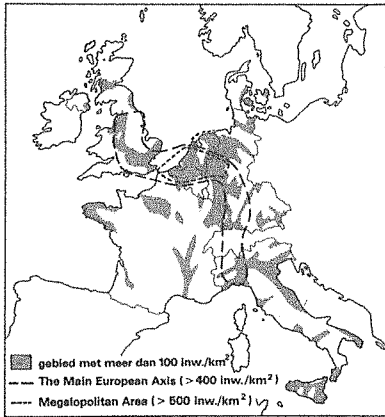 gebied met meer dan 100 inw./km²
The Main European Axis (>400 inw./km²)
Megalopolitan Area (>500 inw./km²)